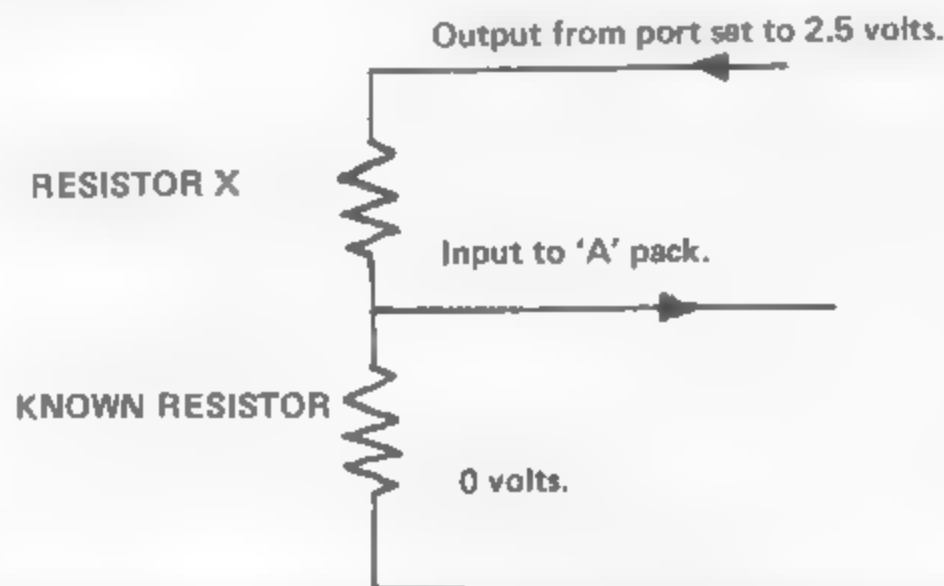 Output from port set to 2.5 volts.
RESISTOR X
Input to 'A' pack.
KNOWN RESISTOR
0 volts.